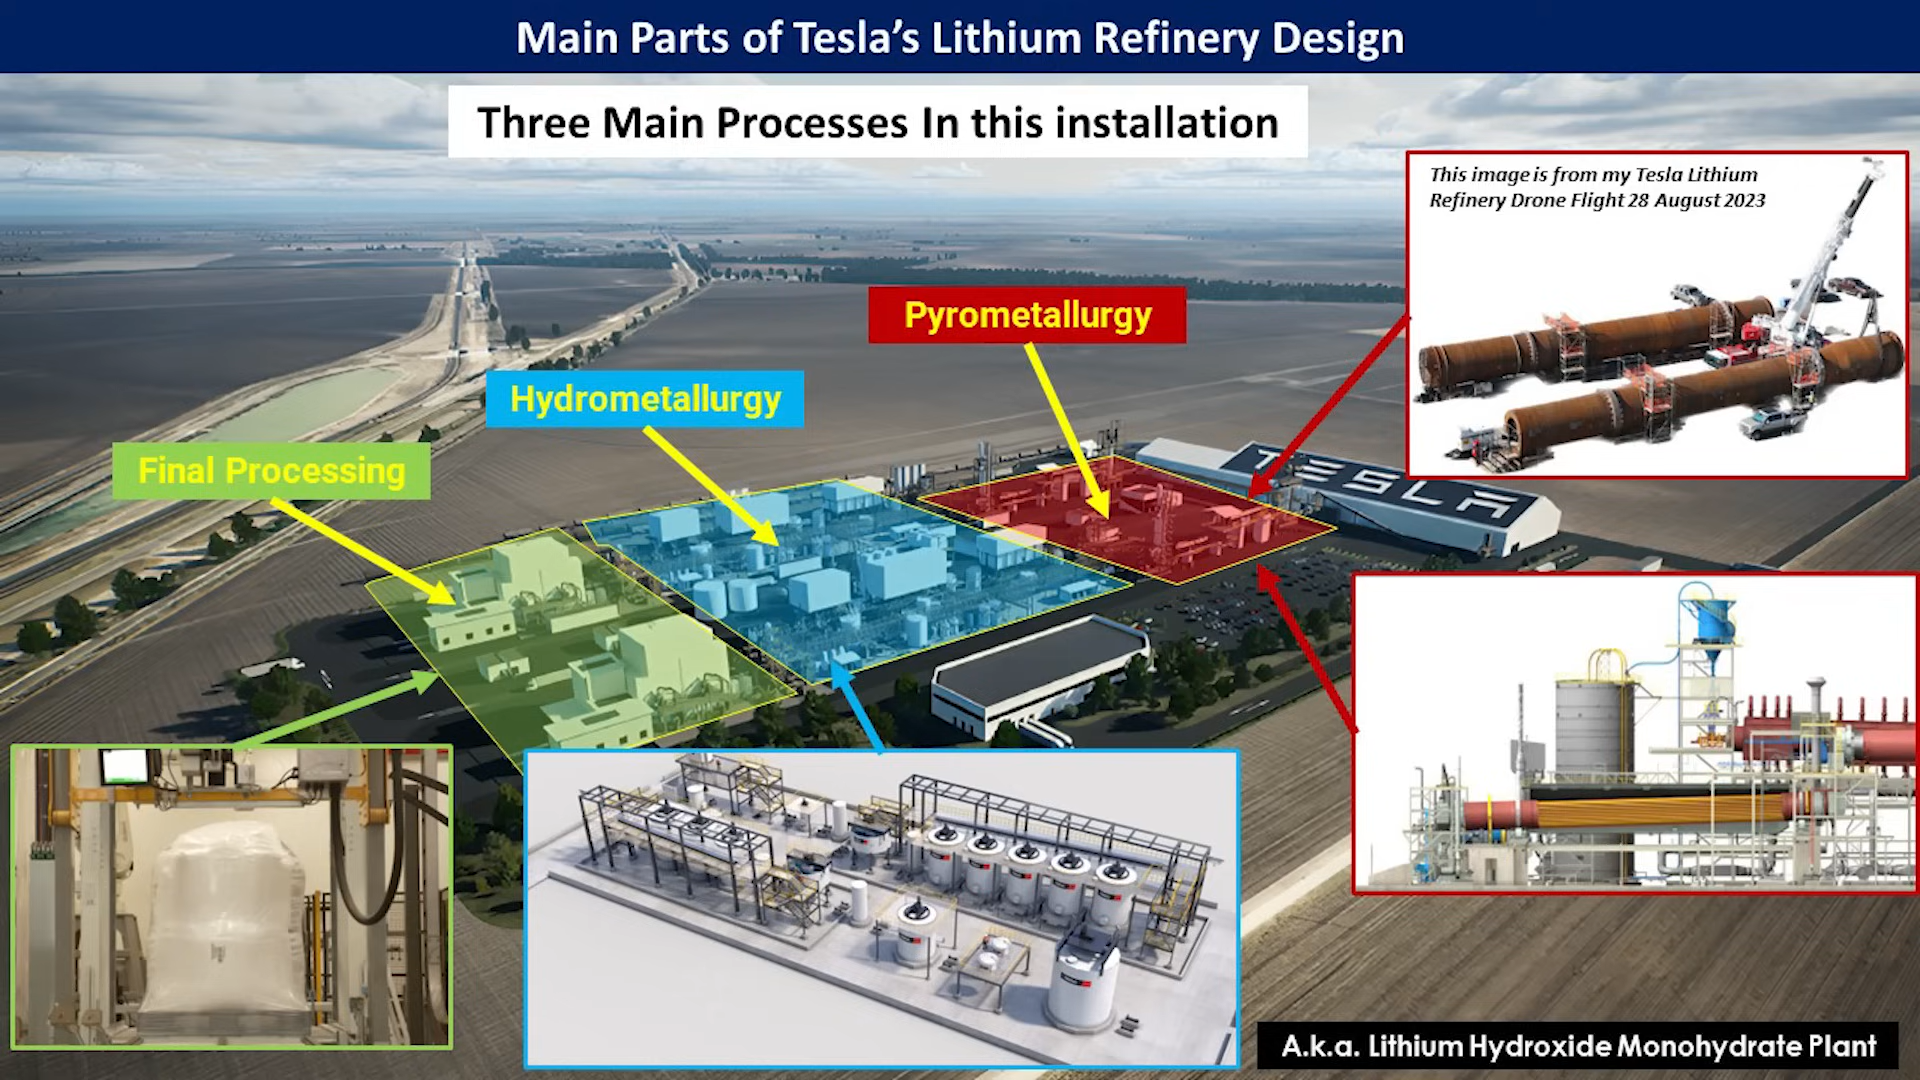 Main Parts of Tesla's Lithium Refinery Design
Three Main Processes In this installation
This image is from my Tesla Lithium
Refinery Drone Flight 28 August 2023
Pyrometallurgy
Hydrometallurgy
Final Processing
TESLA
A.k.a. Lithium Hydroxide Monohydrate Plant